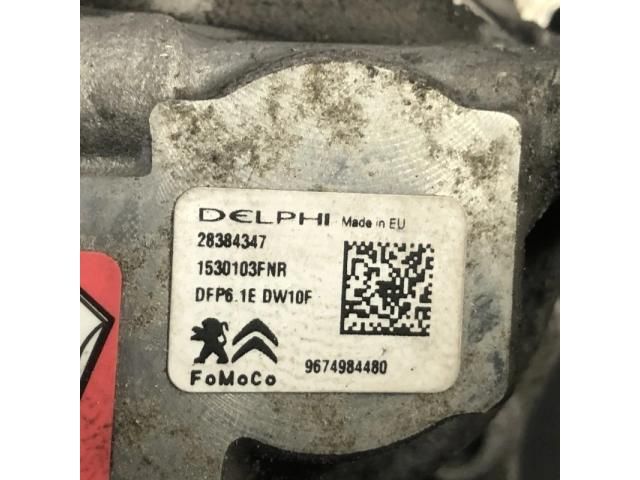 DELPHI Made in EU
28384347
1530103FNR
DFP6.1E DW10F
9674984480
FoMoCo